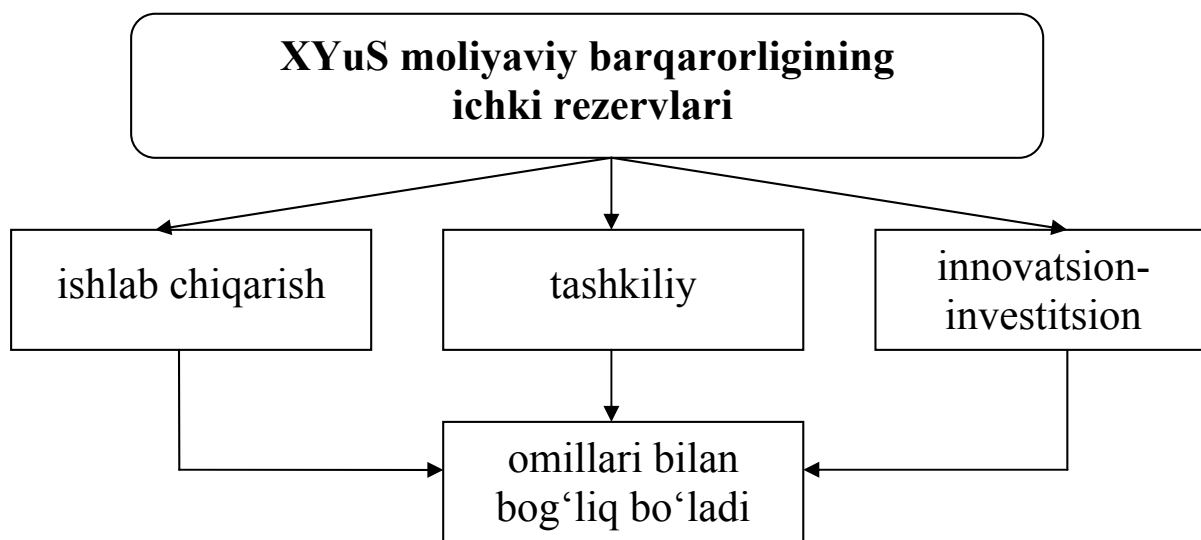 XYuS moliyaviy barqarorligining
ichki rezervlari
ishlab chiqarish
tashkiliy
innovatsion-
investitsion
omillari bilan
bog‘liq bo‘ladi